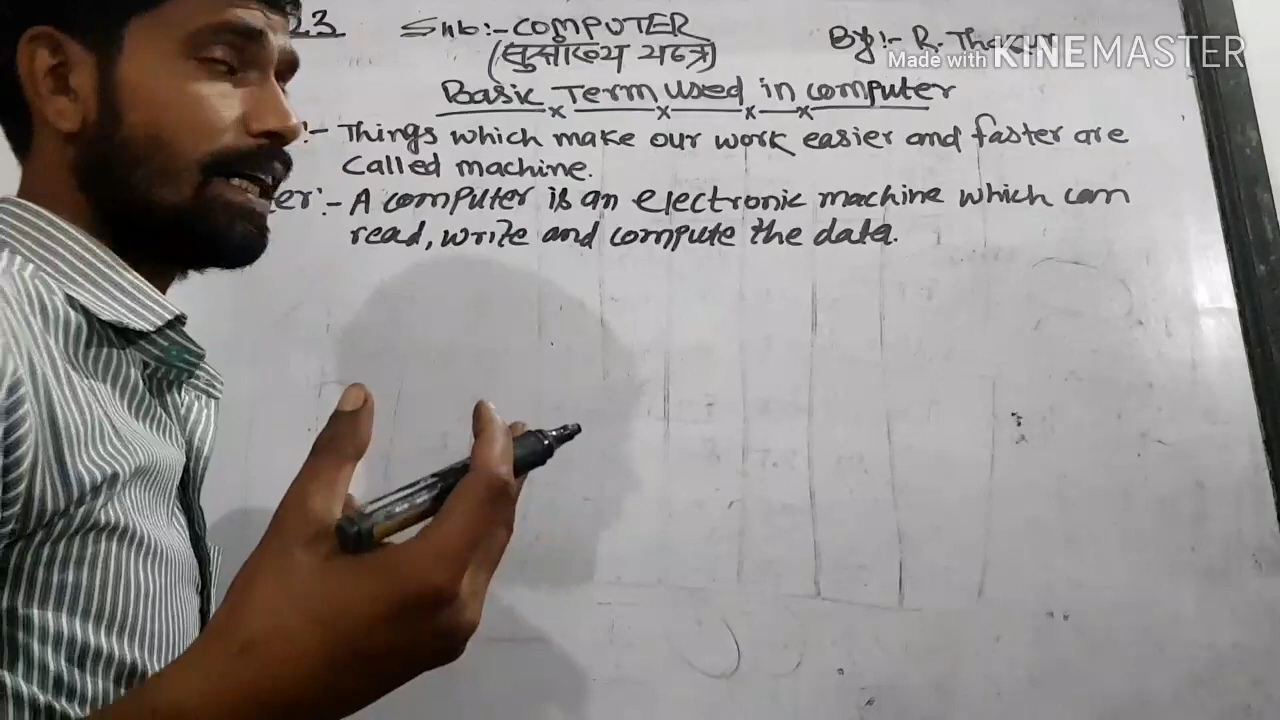 23 Sub:- COMPUTER By:- R. Thakur
Made with KINEMASTER
Basic Term used in computer
:- Things which make our work easier and faster are
called machine.
er:- A computer is an electronic machine which can
read, write and compute the data.